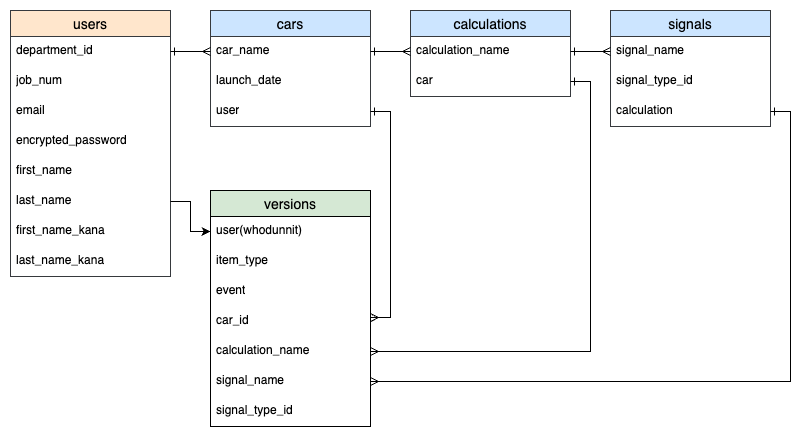 users
department_id
job_num
email
encrypted_password
first_name
last_name
first_name_kana
last_name_kana
cars
car_name
launch_date
user
calculations
calculation_name
car
signals
signal_name
signal_type_id
calculation
versions
user(whodunnit)
item_type
event
car_id
calculation_name
signal_name
signal_type_id